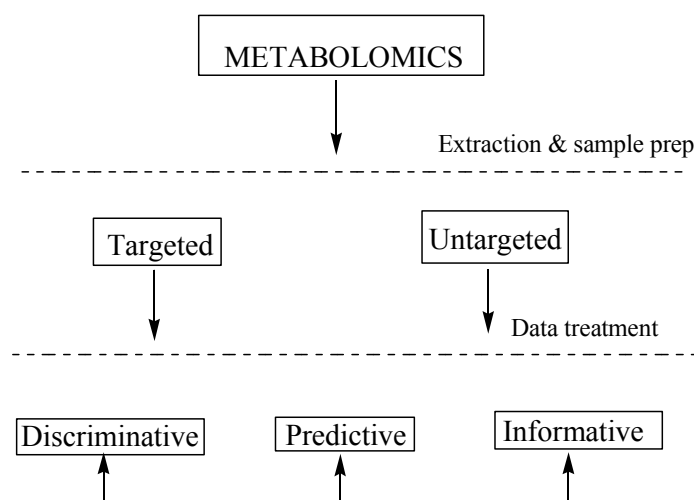 METABOLOMICS
Extraction & sample prep
Targeted
Untargeted
Data treatment
Discriminative
Predictive
Informative